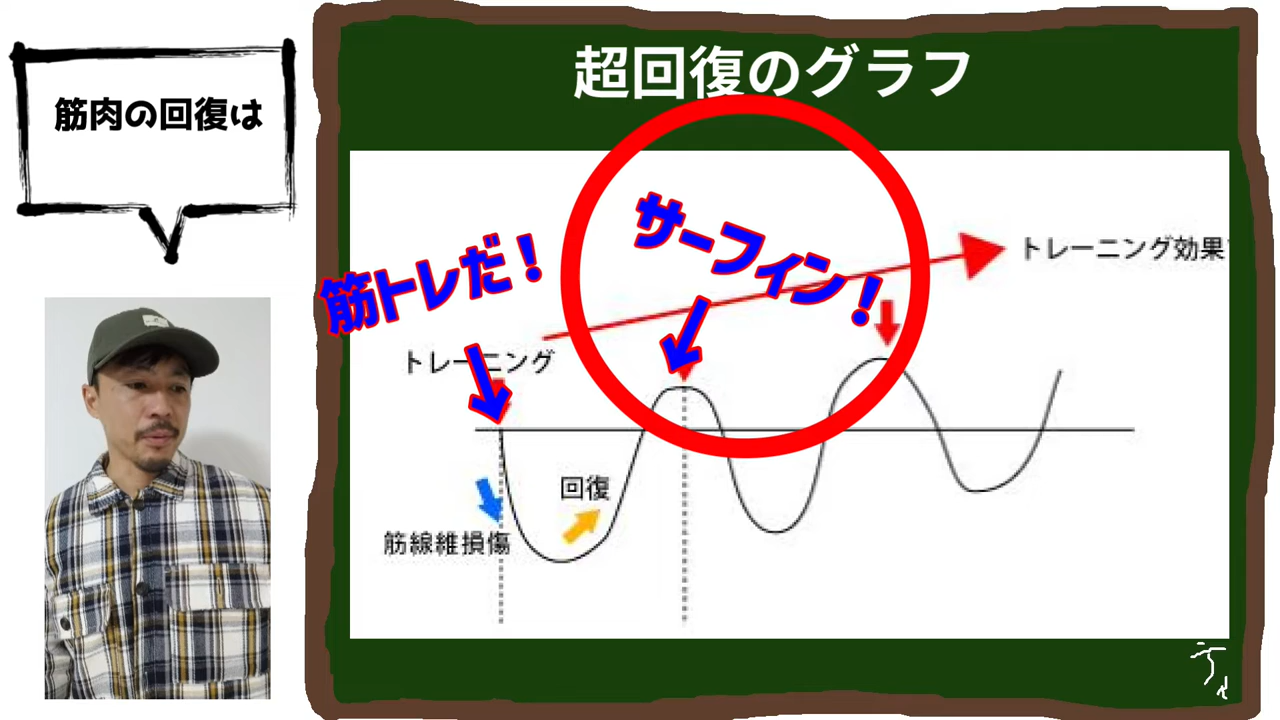 筋肉の回復は
超回復のグラフ
筋トレだ！
サーフィン！
トレーニング効果
トレーニング
回復
筋線維損傷